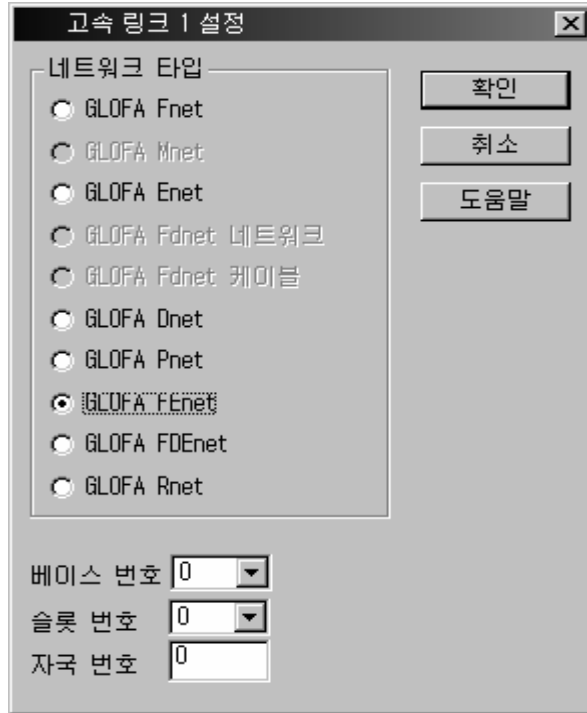 고속 링크 1 설정
네트워크 타입
GLOFA Fnet
GLOFA Mnet
GLOFA Enet
GLOFA Fdnet 네트워크
GLOFA Fdnet 케이블
GLOFA Dnet
GLOFA Pnet
GLOFA FEnet
GLOFA FDEnet
GLOFA Rnet
확인
취소
도움말
베이스 번호 0
슬롯 번호 0
자국 번호 0